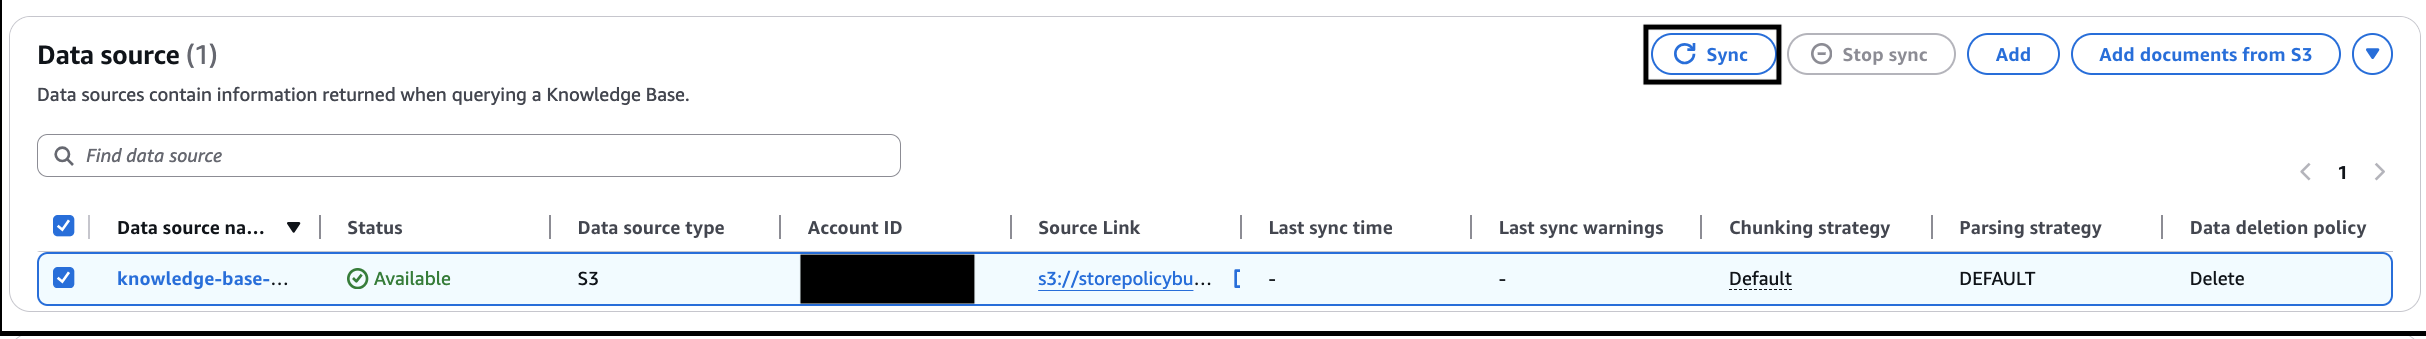 Data source (1)
Sync
Stop sync
Add
Add documents from S3
Data sources contain information returned when querying a Knowledge Base.
Find data source
1
Data source na... Status Data source type Account ID Source Link Last sync time Last sync warnings Chunking strategy Parsing strategy Data deletion policy
knowledge-base-... Available S3 s3://storepolicybu... - - Default DEFAULT Delete